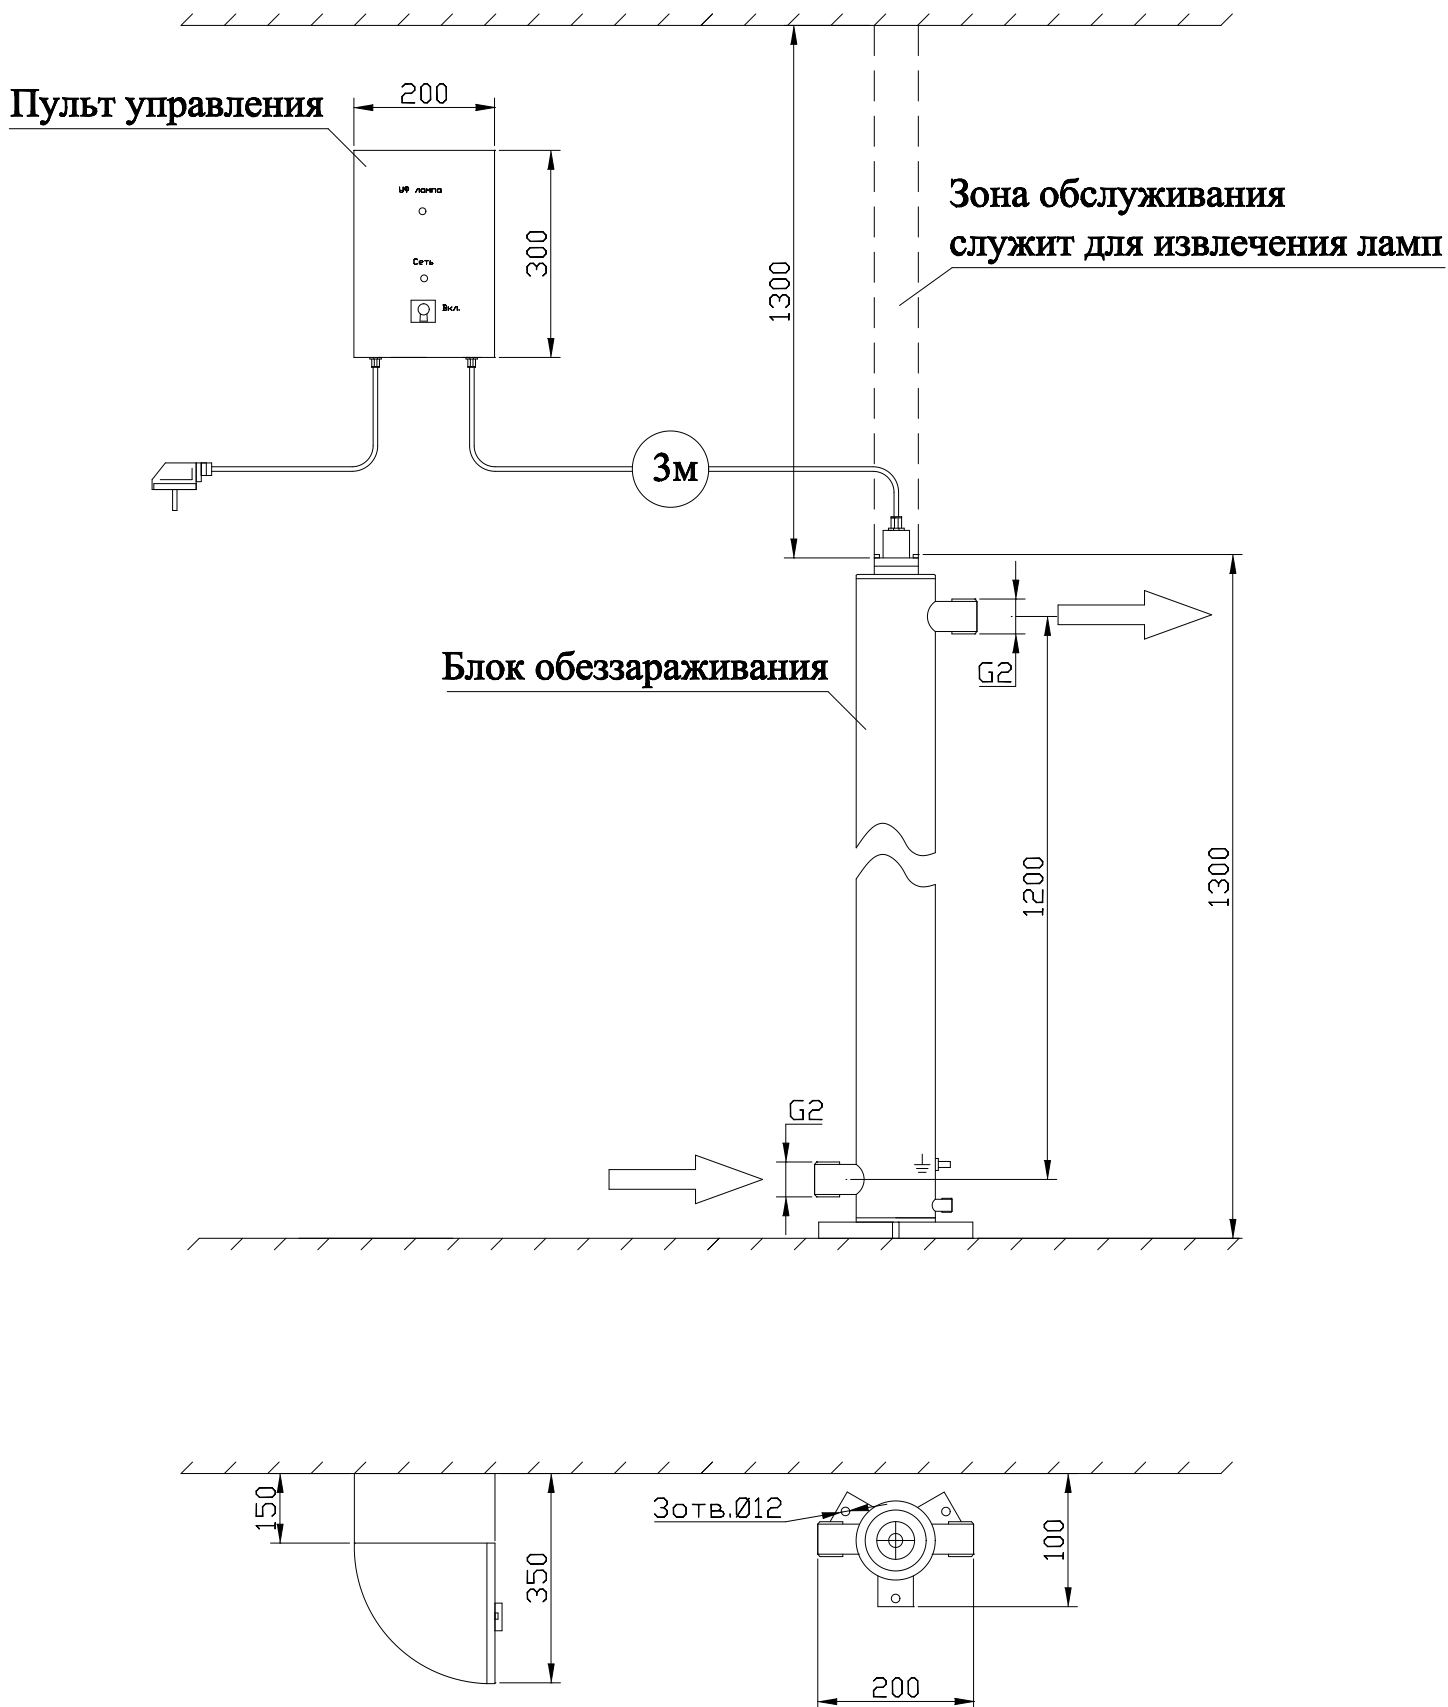 200
Пульт управления
УФ лампа
Сеть
Вкл.
300
1300
Зона обслуживания
служит для извлечения ламп
3м
G2
Блок обеззараживания
1200
1300
G2
150
350
3отв.Ø12
100
200